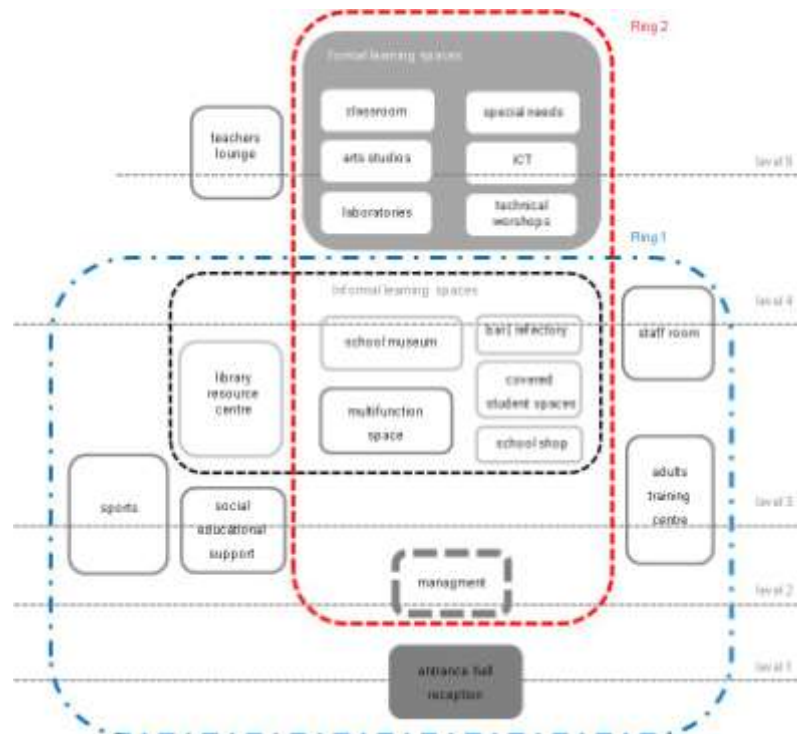 Ring 2
formal learning spaces
classroom
special needs
teachers
lounge
arts studios
ICT
level 5
laboratories
technical
worshops
Ring 1
Informal learning spaces
level 4
school museum
bar | refectory
staff room
library
resource
centre
covered
student spaces
multifunction
space
school shop
adults
training
centre
sports
social
educational
support
level 3
managment
level 2
entrance hall
reception
level 1